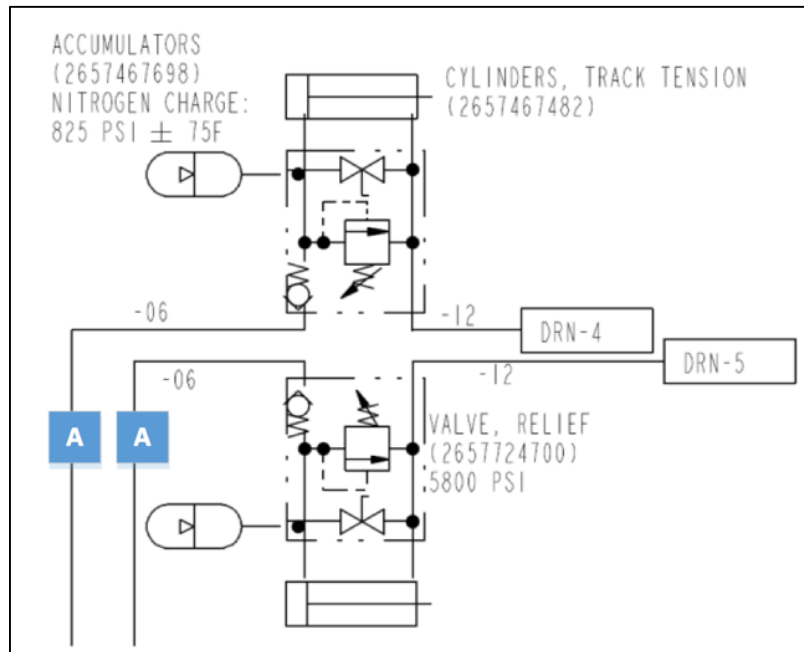 ACCUMULATORS
(2657467698)
NITROGEN CHARGE:
825 PSI ± 75F
CYLINDERS, TRACK TENSION
(2657467482)
-06
-12
DRN-4
DRN-5
-06
-12
A
A
VALVE, RELIEF
(2657724700)
5800 PSI